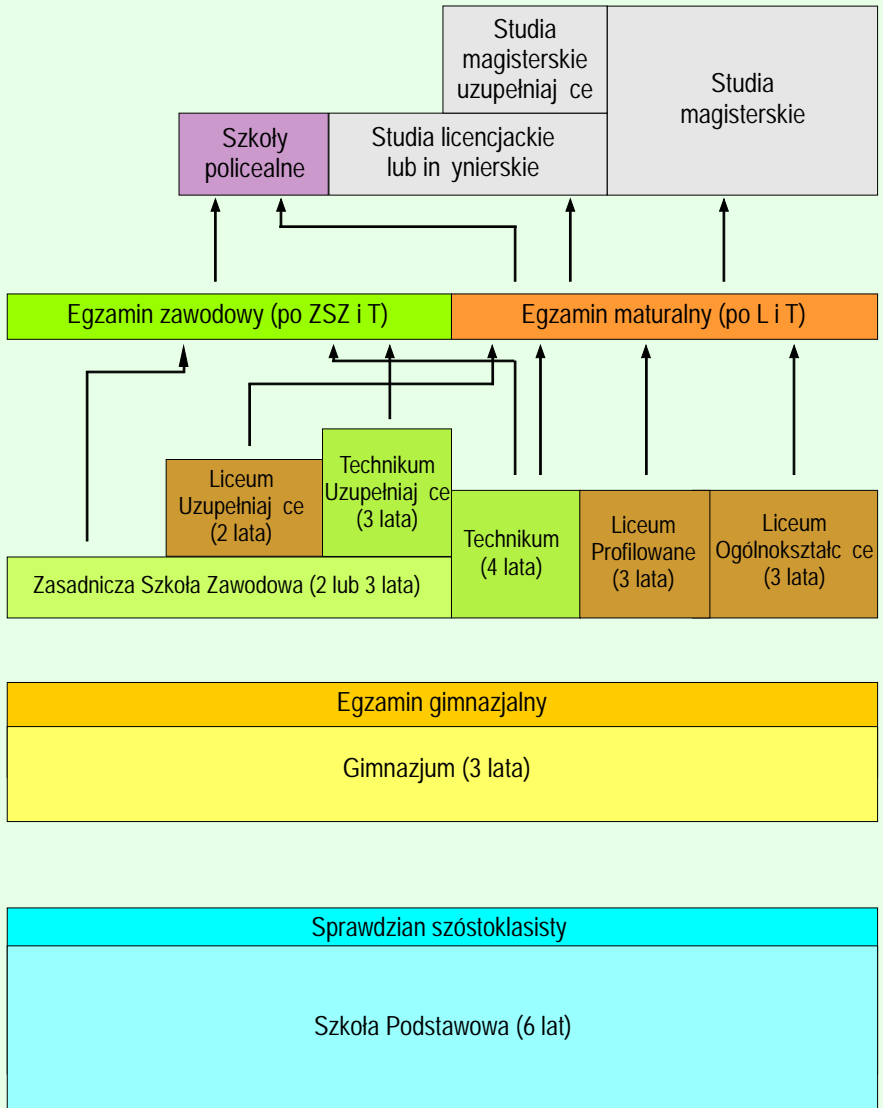 Studia
magisterskie
uzupełniaj ce
Studia
magisterskie
Szkoły
policealne
Studia licencjackie
lub in ynierskie
Egzamin zawodowy (po ZSZ i T)
Egzamin maturalny (po L i T)
Liceum
Uzupełniaj ce
(2 lata)
Technikum
Uzupełniaj ce
(3 lata)
Technikum
(4 lata)
Liceum
Profilowane
(3 lata)
Liceum
Ogólnokształc ce
(3 lata)
Zasadnicza Szkoła Zawodowa (2 lub 3 lata)
Egzamin gimnazjalny
Gimnazjum (3 lata)
Sprawdzian szóstoklasisty
Szkoła Podstawowa (6 lat)